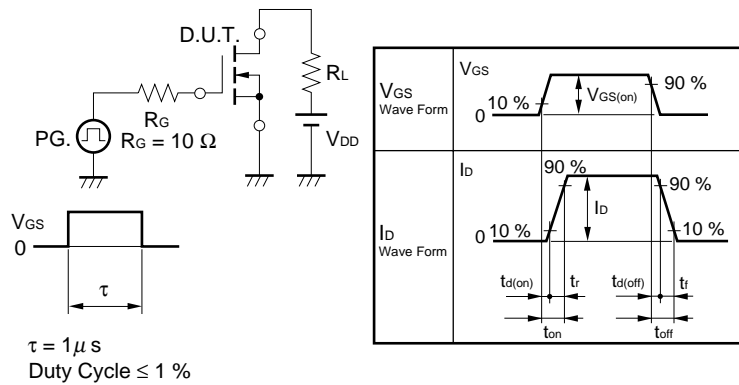 D.U.T.
RL
RG
RG = 10 Ω
PG.
VDD
VGS
0
τ
τ = 1μ s
Duty Cycle ≤ 1 %
VGS
Wave Form
VGS
10 %
0
VGS(on)
90 %
ID
Wave Form
ID
90 %
90 %
ID
0 10 %
10 %
td(on)
tr
td(off)
tf
ton
toff